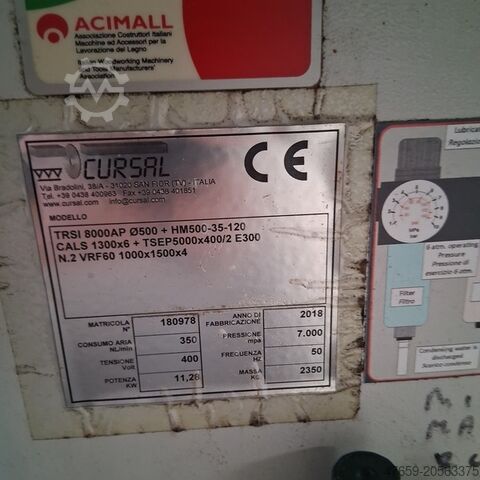 ACIMALL
Associazione Costruttori Italiani
Macchine ed Accessori per la
Lavorazione del Legno
Italian Woodworking Machinery
and Tools Manufacturers'
Association
CURSAL
CE
Via Bradolini, 38/A - 31020 SAN FIOR (TV) - ITALIA
Tel. +39 0438 400963 Fax +39 0438 401851
info@cursal.com www.cursal.com
MODELLO
TRSI 8000AP Ø500 + HM500-35-120
CALS 1300x6 + TSEP5000x400/2 E300
N.2 VRF60 1000x1500x4
MATRICOLA N° 180978
ANNO DI FABBRICAZIONE 2018
CONSUMO ARIA NL/min 350
PRESSIONE mpa 7.000
TENSIONE Volt 400
FREQUENZA Hz 50
POTENZA KW 11,28
MASSA KG 2350
Lubricat
Regolazio
6 atm. operating
Pressure
Pressione di
esercizio 6 atm.
Filter
Filtro
Condensing water is
discharged
Scarico condense